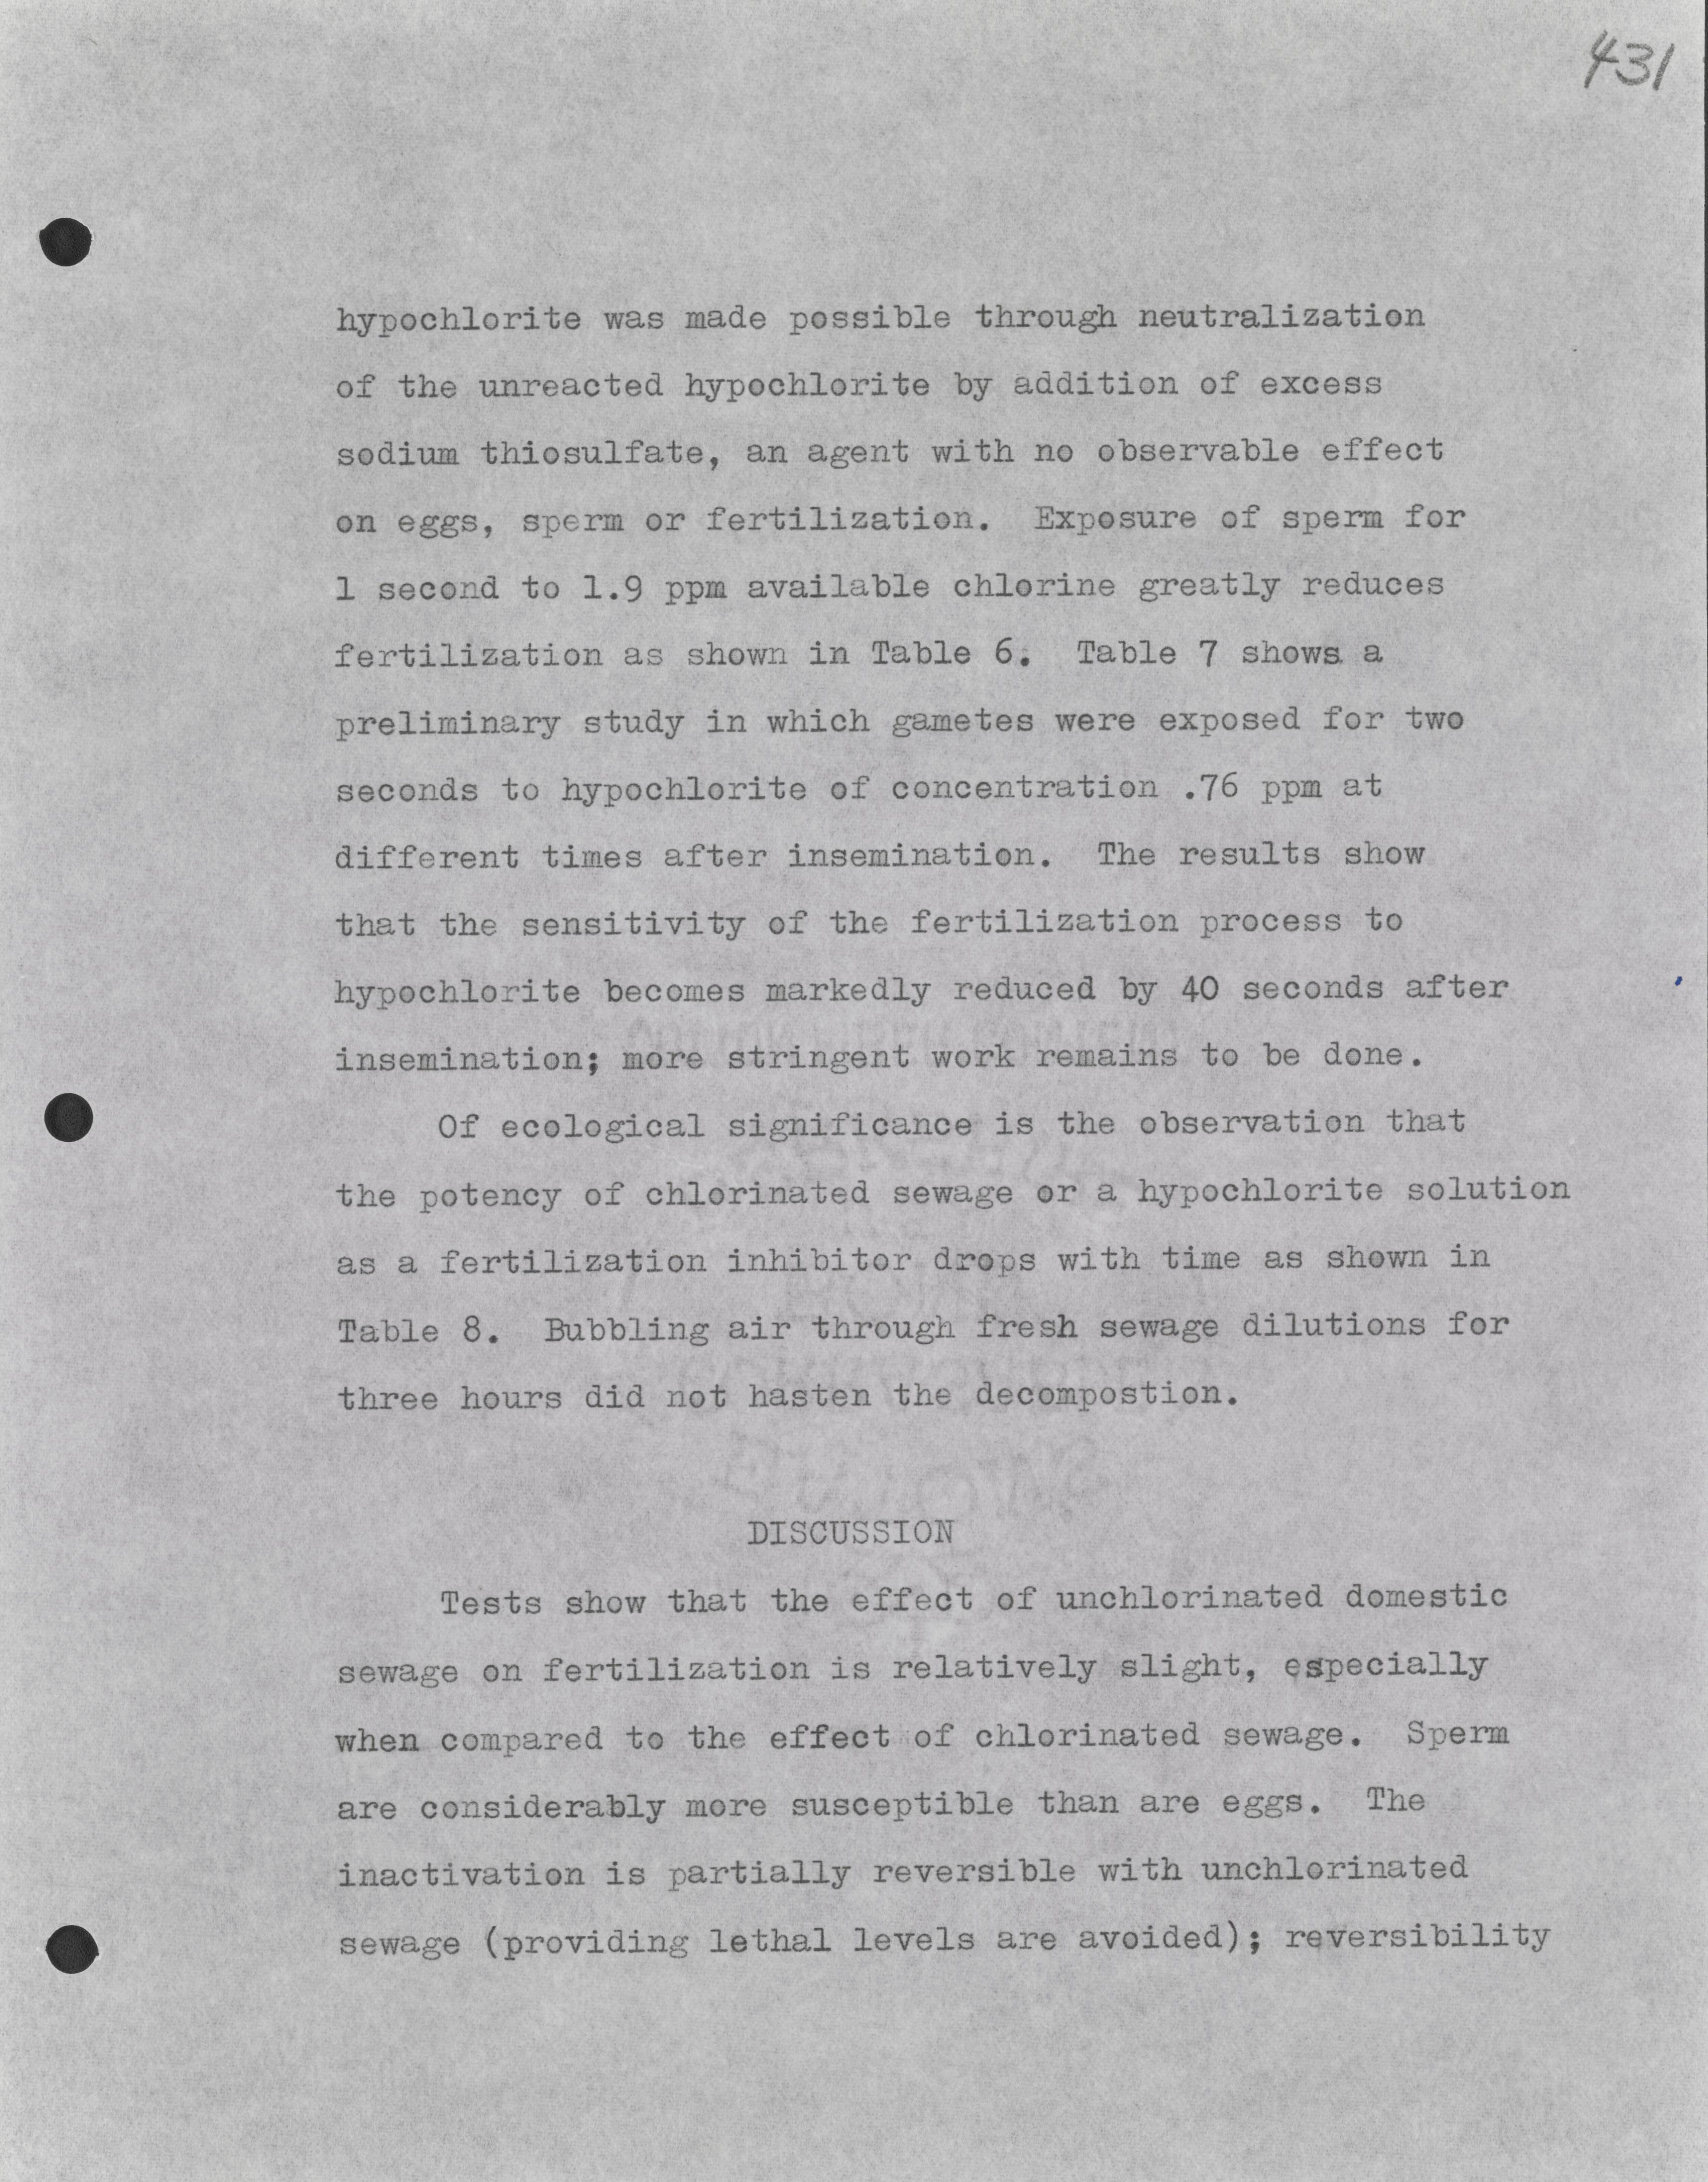 431
hypochlorite was made possible through neutralization
of the unreacted hypochlorite by addition of excess
sodium thiosulfate, an agent with no observable effect
on eggs, sperm or fertilization.  Exposure of sperm for
1 second to 1.9 ppm available chlorine greatly reduces
fertilization as shown in Table 6.  Table 7 shows a
preliminary study in which gametes were exposed for two
seconds to hypochlorite of concentration .76 ppm at
different times after insemination.  The results show
that the sensitivity of the fertilization process to
hypochlorite becomes markedly reduced by 40 seconds after
insemination; more stringent work remains to be done.
Of ecological significance is the observation that
the potency of chlorinated sewage or a hypochlorite solution
as a fertilization inhibitor drops with time as shown in
Table 8.  Bubbling air through fresh sewage dilutions for
three hours did not hasten the decompostion.
DISCUSSION
Tests show that the effect of unchlorinated domestic
sewage on fertilization is relatively slight, especially
when compared to the effect of chlorinated sewage.  Sperm
are considerably more susceptible than are eggs.  The
inactivation is partially reversible with unchlorinated
sewage (providing lethal levels are avoided); reversibility